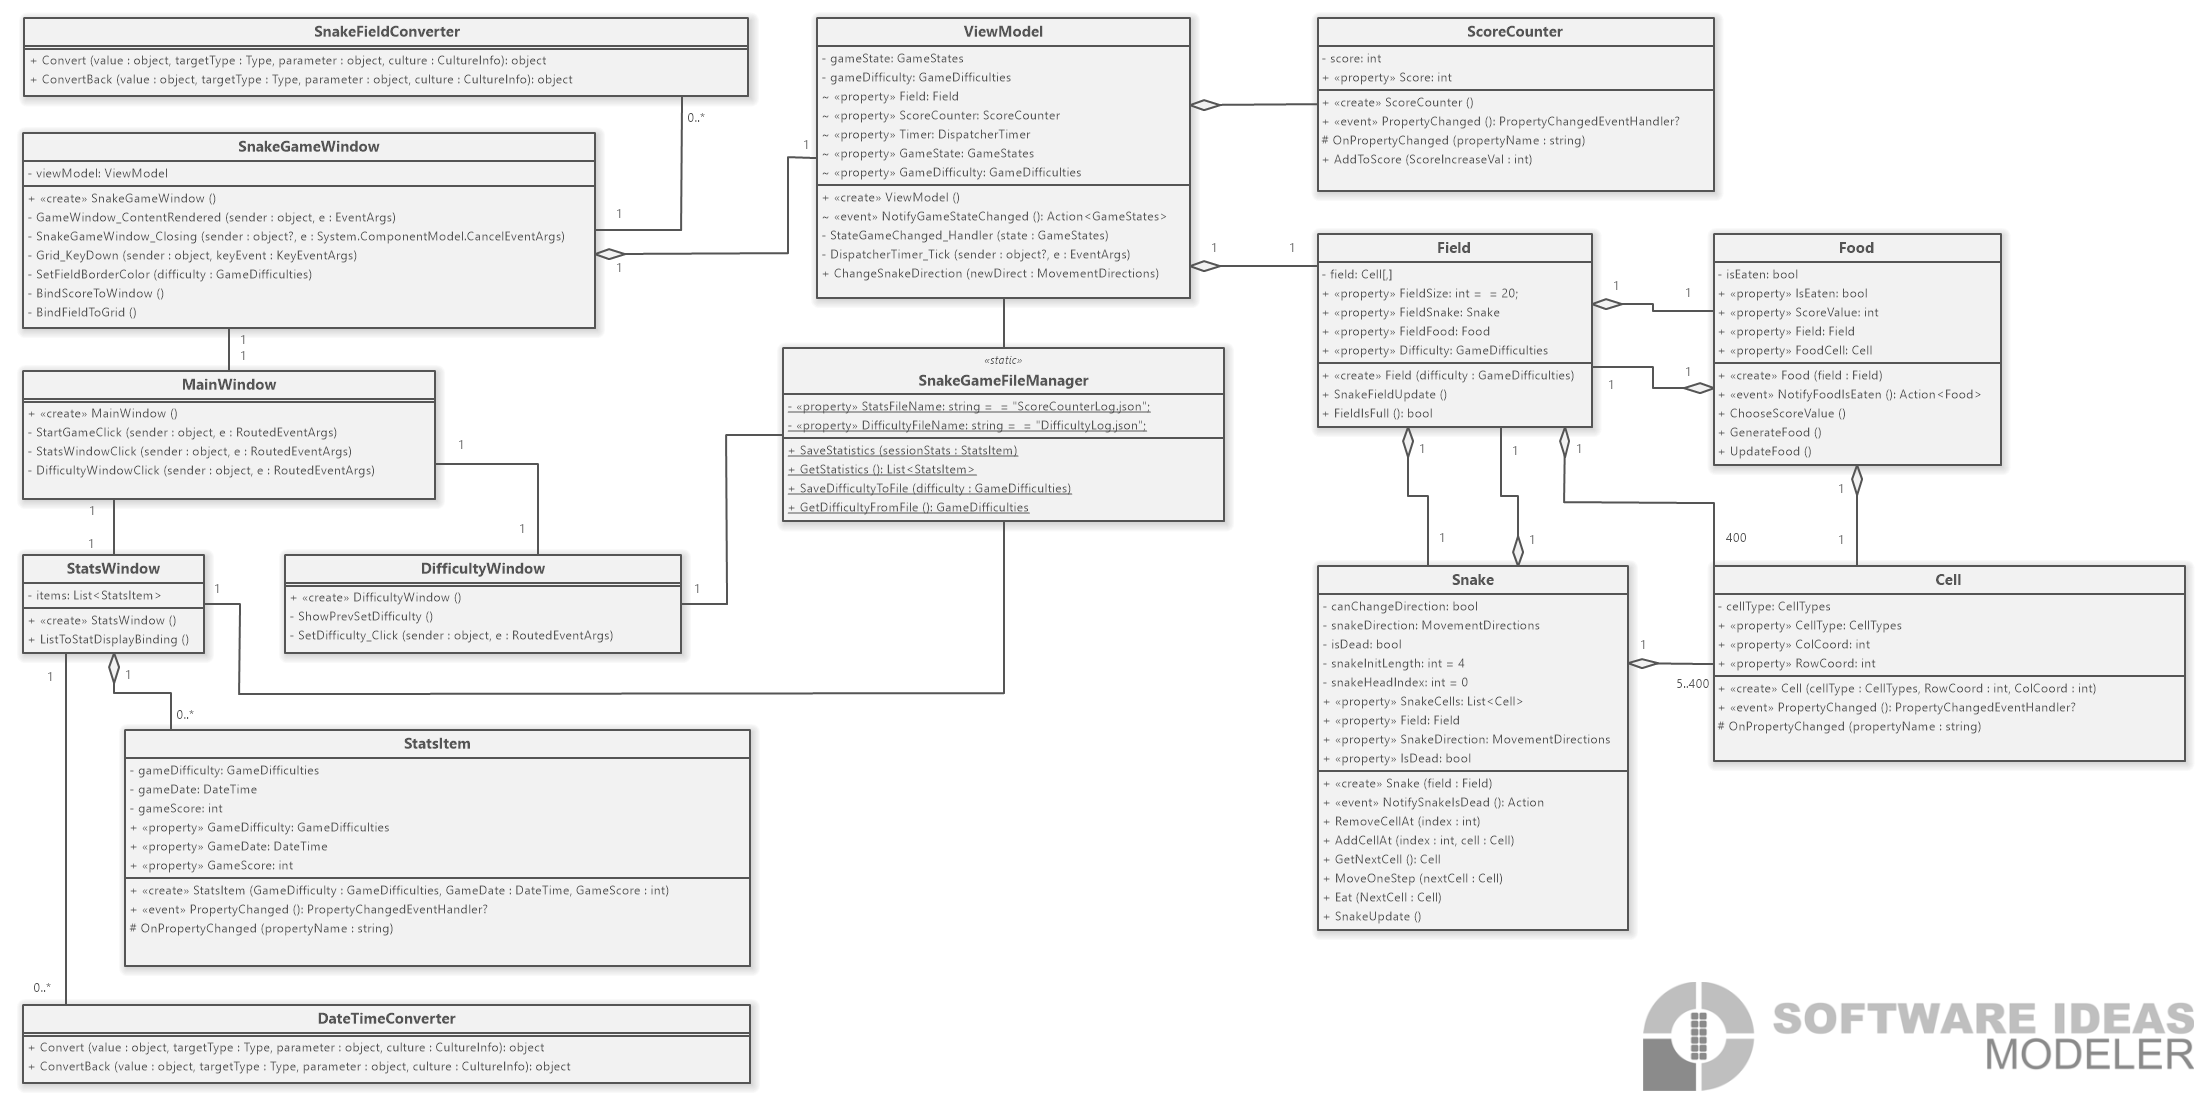 SnakeFieldConverter
+ Convert (value : object, targetType : Type, parameter : object, culture : CultureInfo): object
+ ConvertBack (value : object, targetType : Type, parameter : object, culture : CultureInfo): object
0..*
SnakeGameWindow
- viewModel: ViewModel
+ «create» SnakeGameWindow ()
- GameWindow_ContentRendered (sender : object, e : EventArgs)
- SnakeGameWindow_Closing (sender : object?, e : System.ComponentModel.CancelEventArgs)
- Grid_KeyDown (sender : object, keyEvent : KeyEventArgs)
- SetFieldBorderColor (difficulty : GameDifficulties)
- BindScoreToWindow ()
- BindFieldToGrid ()
1
1
1
1
1
MainWindow
+ «create» MainWindow ()
- StartGameClick (sender : object, e : RoutedEventArgs)
- StatsWindowClick (sender : object, e : RoutedEventArgs)
- DifficultyWindowClick (sender : object, e : RoutedEventArgs)
1
1
1
1
StatsWindow
- items: List<StatsItem>
+ «create» StatsWindow ()
+ ListToStatDisplayBinding ()
1
1
1
0..*
0..*
DifficultyWindow
+ «create» DifficultyWindow ()
- ShowPrevSetDifficulty ()
- SetDifficulty_Click (sender : object, e : RoutedEventArgs)
1
StatsItem
- gameDifficulty: GameDifficulties
- gameDate: DateTime
- gameScore: int
+ «property» GameDifficulty: GameDifficulties
+ «property» GameDate: DateTime
+ «property» GameScore: int
+ «create» StatsItem (GameDifficulty : GameDifficulties, GameDate : DateTime, GameScore : int)
+ «event» PropertyChanged (): PropertyChangedEventHandler?
# OnPropertyChanged (propertyName : string)
DateTimeConverter
+ Convert (value : object, targetType : Type, parameter : object, culture : CultureInfo): object
+ ConvertBack (value : object, targetType : Type, parameter : object, culture : CultureInfo): object
ViewModel
- gameState: GameStates
- gameDifficulty: GameDifficulties
~ «property» Field: Field
~ «property» ScoreCounter: ScoreCounter
~ «property» Timer: DispatcherTimer
~ «property» GameState: GameStates
~ «property» GameDifficulty: GameDifficulties
+ «create» ViewModel ()
~ «event» NotifyGameStateChanged (): Action<GameStates>
- StateGameChanged_Handler (state : GameStates)
- DispatcherTimer_Tick (sender : object?, e : EventArgs)
+ ChangeSnakeDirection (newDirect : MovementDirections)
1
1
«static»
SnakeGameFileManager
- «property» StatsFileName: string =  = "ScoreCounterLog.json";
- «property» DifficultyFileName: string =  = "DifficultyLog.json";
+ SaveStatistics (sessionStats : StatsItem)
+ GetStatistics (): List<StatsItem>
+ SaveDifficultyToFile (difficulty : GameDifficulties)
+ GetDifficultyFromFile (): GameDifficulties
1
ScoreCounter
- score: int
+ «property» Score: int
+ «create» ScoreCounter ()
+ «event» PropertyChanged (): PropertyChangedEventHandler?
# OnPropertyChanged (propertyName : string)
+ AddToScore (ScoreIncreaseVal : int)
Field
- field: Cell[,]
+ «property» FieldSize: int =  = 20;
+ «property» FieldSnake: Snake
+ «property» FieldFood: Food
+ «property» Difficulty: GameDifficulties
+ «create» Field (difficulty : GameDifficulties)
+ SnakeFieldUpdate ()
+ FieldIsFull (): bool
1
1
1
1
1
1
1
Food
- isEaten: bool
+ «property» IsEaten: bool
+ «property» ScoreValue: int
+ «property» Field: Field
+ «property» FoodCell: Cell
+ «create» Food (field : Field)
+ «event» NotifyFoodIsEaten (): Action<Food>
+ ChooseScoreValue ()
+ GenerateFood ()
+ UpdateFood ()
1
1
1
1
400
1
Snake
- canChangeDirection: bool
- snakeDirection: MovementDirections
- isDead: bool
- snakeInitLength: int = 4
- snakeHeadIndex: int = 0
+ «property» SnakeCells: List<Cell>
+ «property» Field: Field
+ «property» SnakeDirection: MovementDirections
+ «property» IsDead: bool
+ «create» Snake (field : Field)
+ «event» NotifySnakeIsDead (): Action
+ RemoveCellAt (index : int)
+ AddCellAt (index : int, cell : Cell)
+ GetNextCell (): Cell
+ MoveOneStep (nextCell : Cell)
+ Eat (NextCell : Cell)
+ SnakeUpdate ()
5..400
Cell
- cellType: CellTypes
+ «property» CellType: CellTypes
+ «property» ColCoord: int
+ «property» RowCoord: int
+ «create» Cell (cellType : CellTypes, RowCoord : int, ColCoord : int)
+ «event» PropertyChanged (): PropertyChangedEventHandler?
# OnPropertyChanged (propertyName : string)
SOFTWARE IDEAS
MODELER